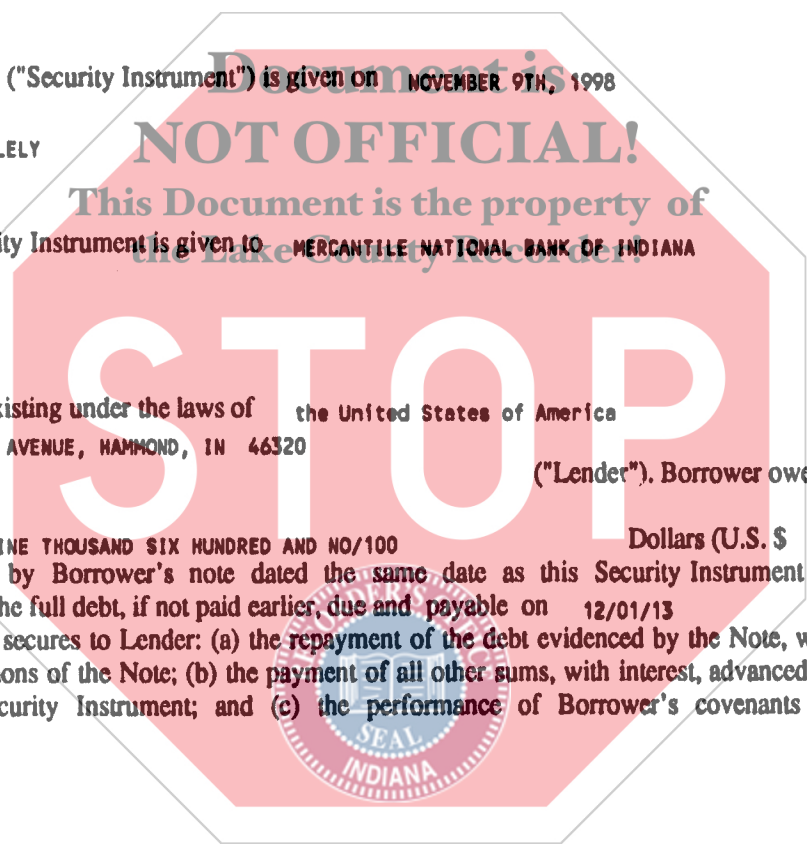 ("Security Instrument") is given on NOVEMBER 9TH, 1998
Document is
NOT OFFICIAL!
LELY
This Document is the property of
ity Instrument is given to MERCANTILE NATIONAL BANK OF INDIANA
the Lake County Recorder!
STOP
xisting under the laws of the United States of America
AVENUE, HAMMOND, IN 46320
("Lender"). Borrower owe
INE THOUSAND SIX HUNDRED AND NO/100 Dollars (U.S. $
by Borrower's note dated the same date as this Security Instrument
he full debt, if not paid earlier, due and payable on 12/01/13
secures to Lender: (a) the repayment of the debt evidenced by the Note, w
ons of the Note; (b) the payment of all other sums, with interest, advanced
curity Instrument; and (c) the performance of Borrower's covenants
RECORDER'S OFFICE
SEAL
INDIANA